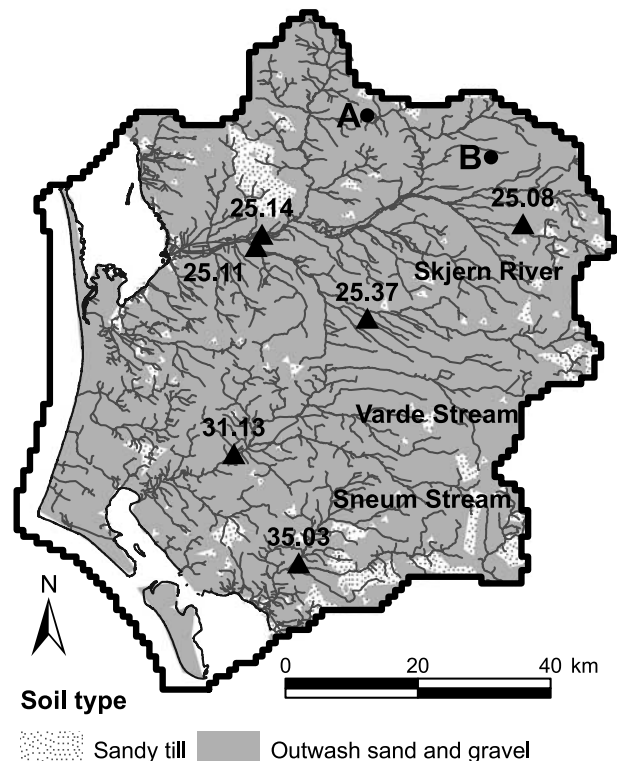 A
B
25.08
25.14
Skjern River
25.11
25.37
Varde Stream
31.13
Sneum Stream
35.03
N
0 20 40 km
Soil type
Sandy till Outwash sand and gravel